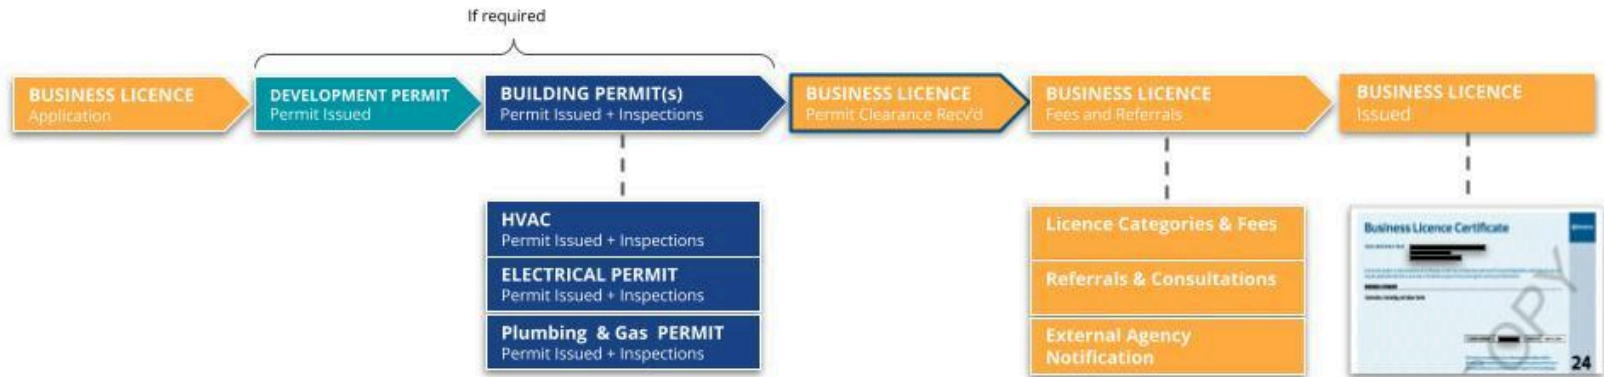 If required
BUSINESS LICENCE
Application
DEVELOPMENT PERMIT
Permit Issued
BUILDING PERMIT(s)
Permit Issued + Inspections
BUSINESS LICENCE
Permit Clearance Recv'd
BUSINESS LICENCE
Fees and Referrals
BUSINESS LICENCE
Issued
HVAC
Permit Issued + Inspections
ELECTRICAL PERMIT
Permit Issued + Inspections
Plumbing & Gas PERMIT
Permit Issued + Inspections
Licence Categories & Fees
Referrals & Consultations
External Agency
Notification
Business Licence Certificate
OPY
24